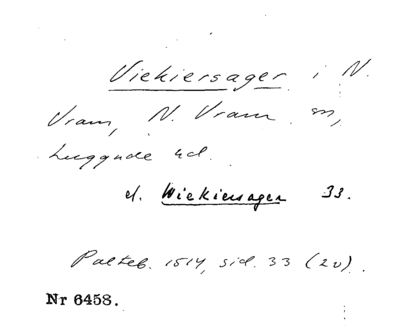 Viekiersager i N.
Vram, N. Vram sn,
Luggude hd.
d. Wiekiersager 33.
Palteb. 1514, sid. 33 (20).
Nr 6458.